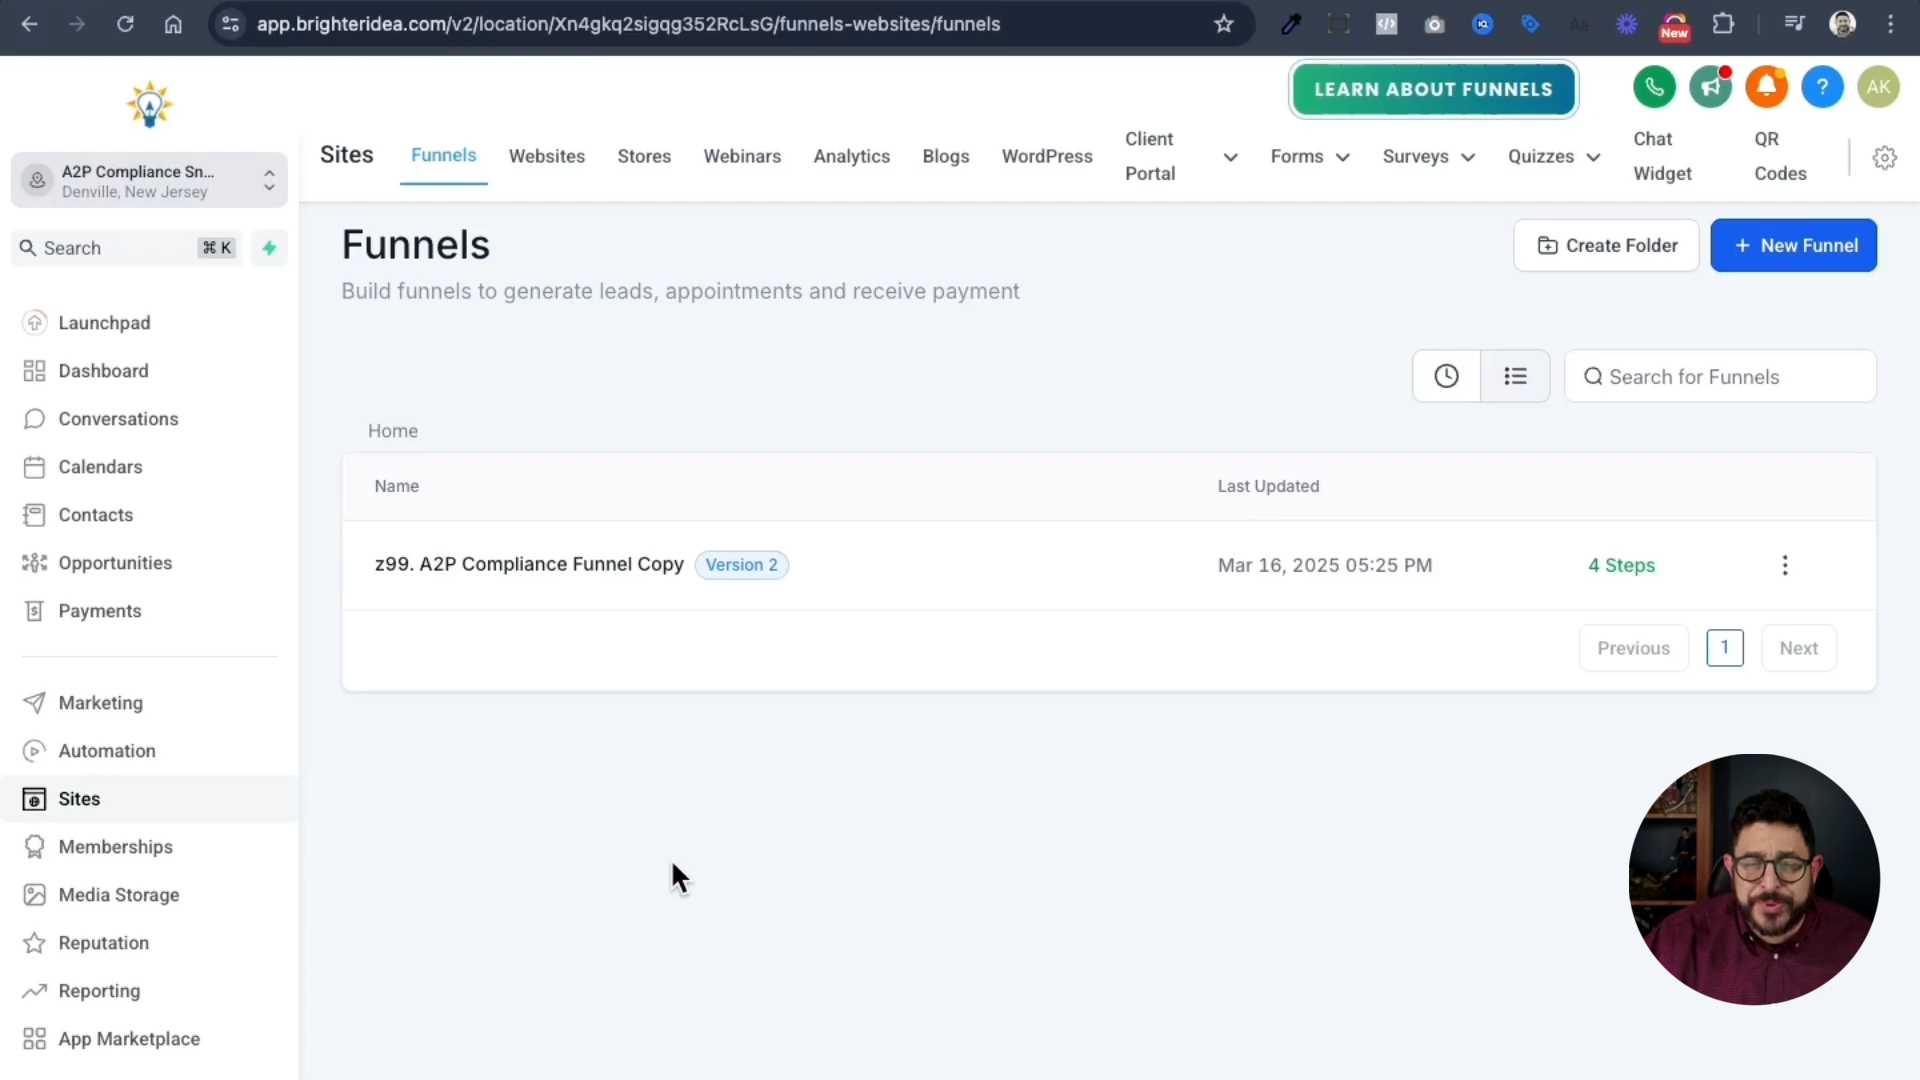 app.brighteridea.com/v2/location/Xn4gkq2sigqg352RcLsG/funnels-websites/funnels
New
LEARN ABOUT FUNNELS
AK
A2P Compliance Sn...
Denville, New Jersey
Search
⌘ K
Sites
Funnels
Websites
Stores
Webinars
Analytics
Blogs
WordPress
Client
Portal
Forms
Surveys
Quizzes
Chat
Widget
QR
Codes
Launchpad
Dashboard
Conversations
Calendars
Contacts
Opportunities
Payments
Marketing
Automation
Sites
Memberships
Media Storage
Reputation
Reporting
App Marketplace
Funnels
Build funnels to generate leads, appointments and receive payment
Create Folder
+ New Funnel
Search for Funnels
Home
Name
Last Updated
z99. A2P Compliance Funnel Copy
Version 2
Mar 16, 2025 05:25 PM
4 Steps
Previous
1
Next